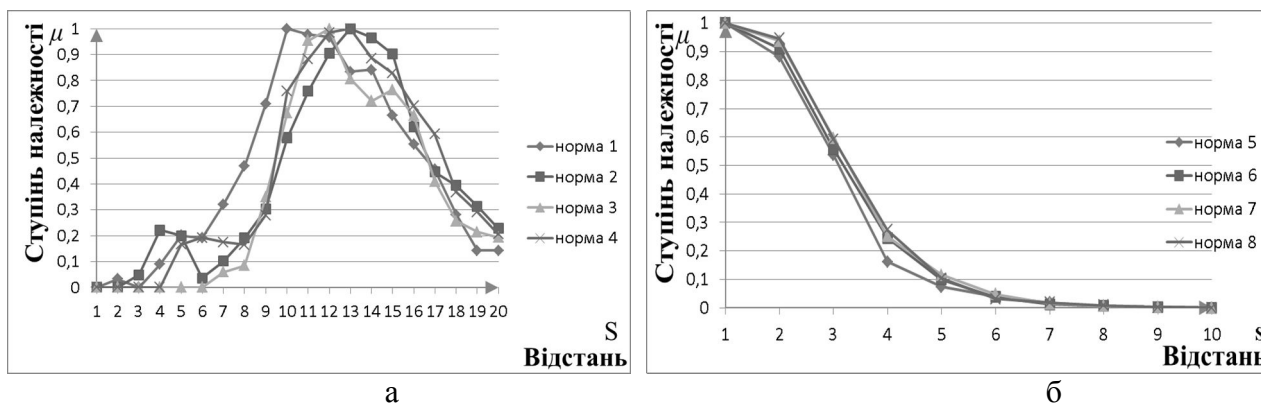 Ступінь належності
μ
1
0,9
0,8
0,7
0,6
0,5
0,4
0,3
0,2
0,1
0
1 2 3 4 5 6 7 8 9 10 11 12 13 14 15 16 17 18 19 20
S
Відстань
норма 1
норма 2
норма 3
норма 4
а
Ступінь належності
μ
1
0,9
0,8
0,7
0,6
0,5
0,4
0,3
0,2
0,1
0
1 2 3 4 5 6 7 8 9 10
s
Відстань
норма 5
норма 6
норма 7
норма 8
б